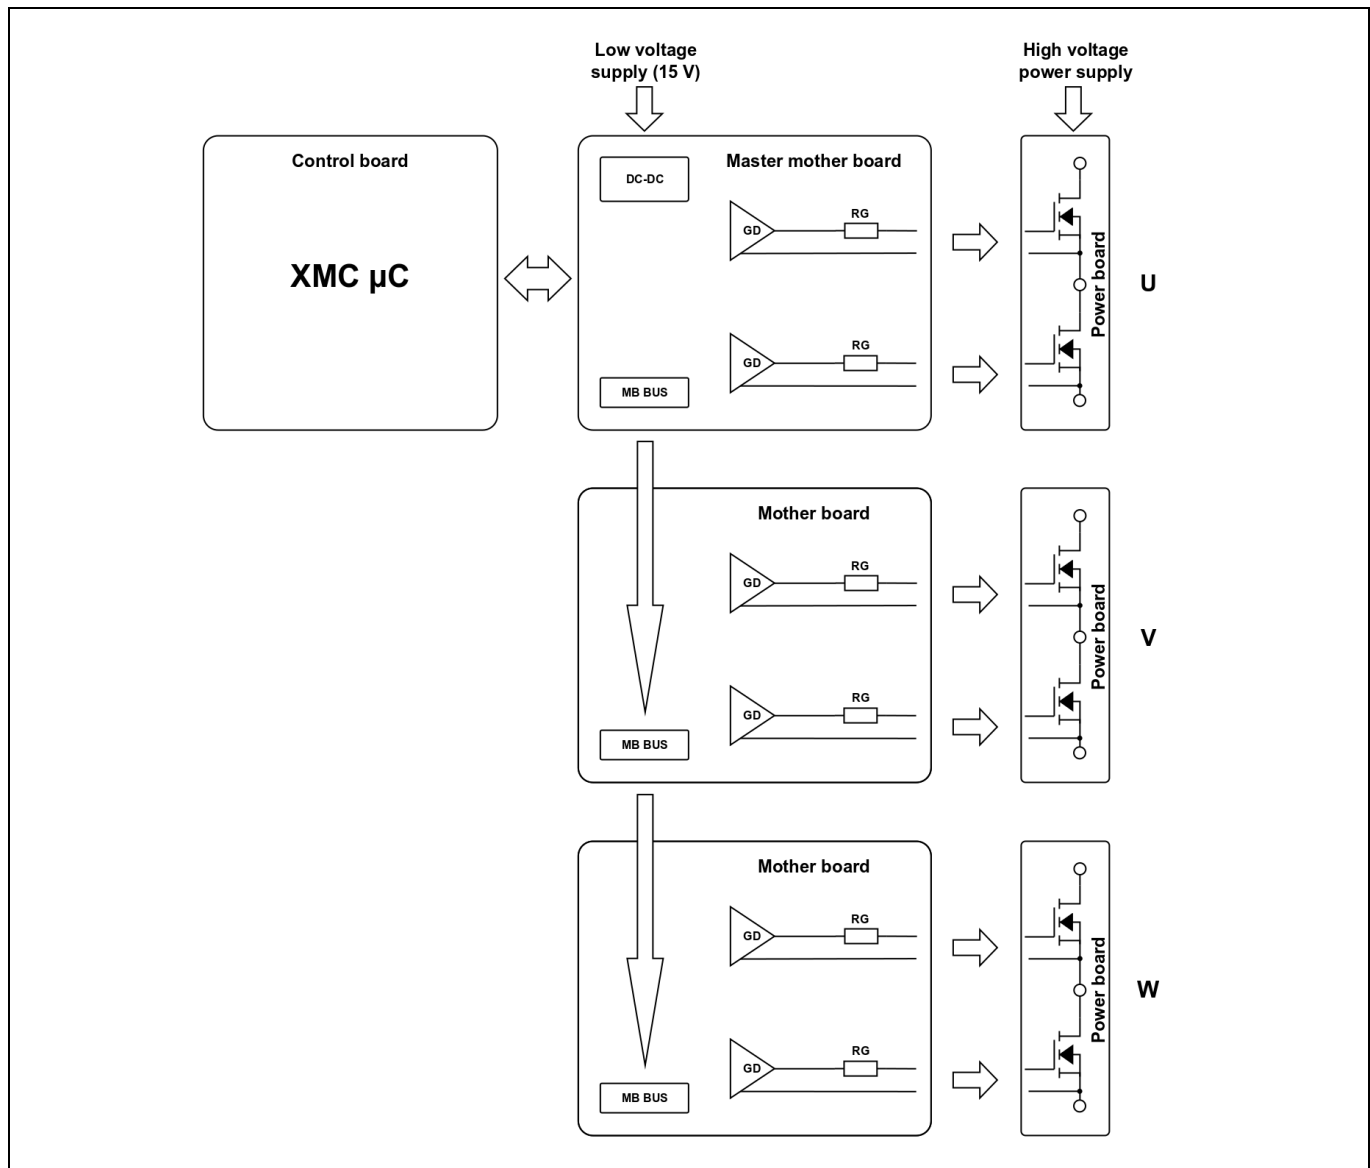 Low voltage
supply (15 V)
High voltage
power supply
Control board
XMC µC
DC-DC
Master mother board
GD
RG
GD
RG
MB BUS
Power board
U
Mother board
GD
RG
GD
RG
MB BUS
Power board
V
Mother board
GD
RG
GD
RG
MB BUS
Power board
W